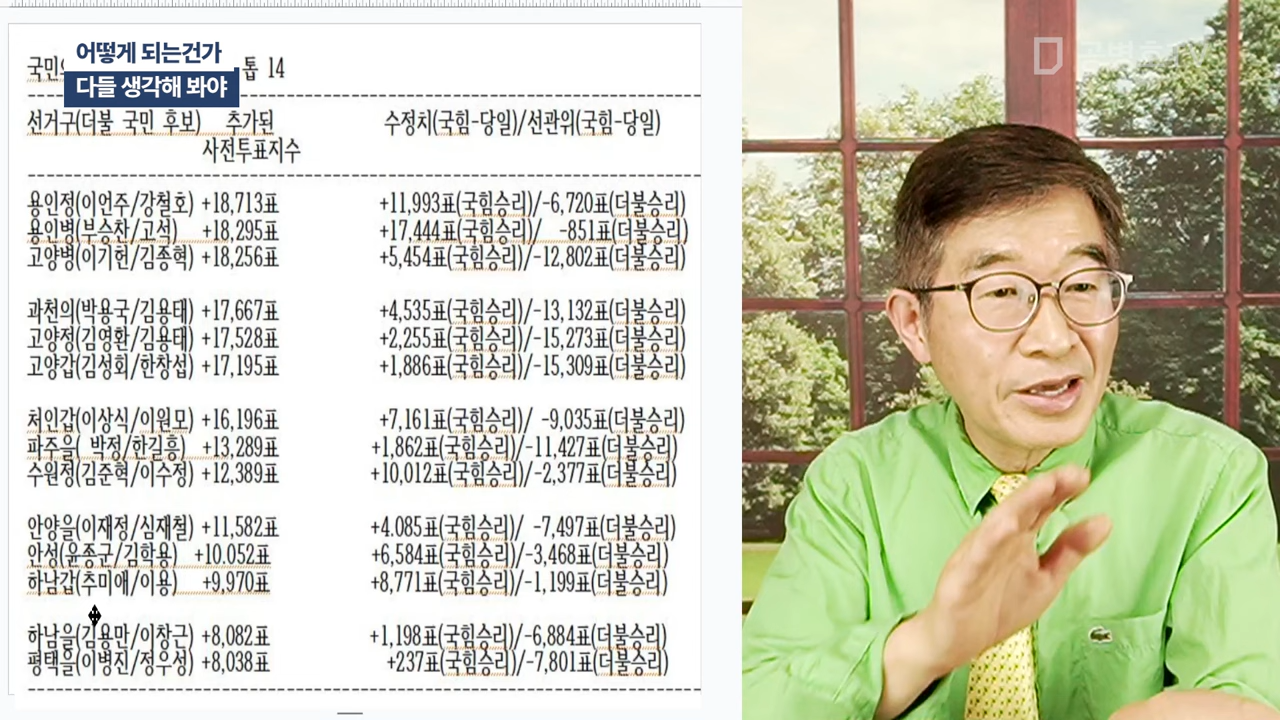 어떻게 되는건가
다들 생각해 봐야
국민 톱 14
선거구(더불 국민 후보) 추가된 수정치(국힘-당일)/선관위(국힘-당일)
사전투표지수
용인정(이언주/강철호) +18,713표 +11,993표(국힘승리)/-6,720표(더불승리)
용인병(부승찬/고석) +18,295표 +17,444표(국힘승리)/ -851표(더불승리)
고양병(이기헌/김종혁) +18,256표 +5,454표(국힘승리)/-12,802표(더불승리)
과천의(박용국/김용태) +17,667표 +4,535표(국힘승리)/-13,132표(더불승리)
고양정(김영환/김용태) +17,528표 +2,255표(국힘승리)/-15,273표(더불승리)
고양갑(김성회/한창섭) +17,195표 +1,886표(국힘승리)/-15,309표(더불승리)
처인갑(이상식/이원모) +16,196표 +7,161표(국힘승리)/ -9,035표(더불승리)
파주을( 박정/한길룡) +13,289표 +1,862표(국힘승리)/-11,427표(더불승리)
수원정(김준혁/이수정) +12,389표 +10,012표(국힘승리)/-2,377표(더불승리)
안양을(이재정/심재철) +11,582표 +4.085표(국힘승리)/ -7,497표(더불승리)
안성(윤종군/김학용) +10,052표 +6,584표(국힘승리)/-3,468표(더불승리)
하남갑(추미애/이용) +9,970표 +8,771표(국힘승리)/-1,199표(더불승리)
하남을(김용만/이창근) +8,082표 +1,198표(국힘승리)/-6,884표(더불승리)
평택을(이병진/정우성) +8,038표 +237표(국힘승리)/-7,801표(더불승리)